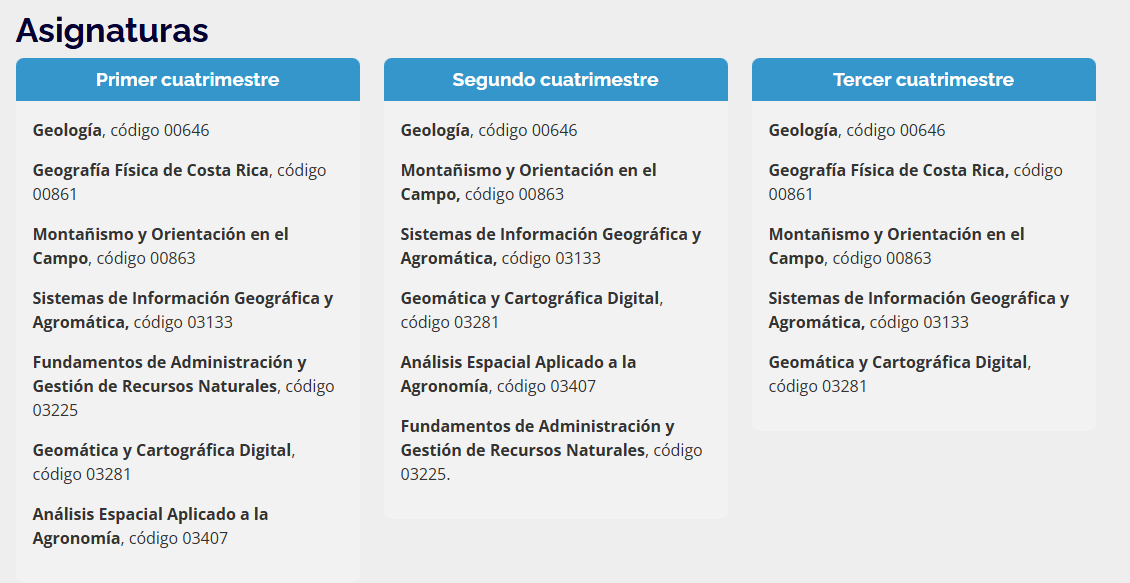 Asignaturas
Primer cuatrimestre
Geología, código 00646
Geografía Física de Costa Rica, código
00861
Montañismo y Orientación en el
Campo, código 00863
Sistemas de Información Geográfica y
Agromática, código 03133
Fundamentos de Administración y
Gestión de Recursos Naturales, código
03225
Geomática y Cartográfica Digital,
código 03281
Análisis Espacial Aplicado a la
Agronomía, código 03407
Segundo cuatrimestre
Geología, código 00646
Montañismo y Orientación en el
Campo, código 00863
Sistemas de Información Geográfica y
Agromática, código 03133
Geomática y Cartográfica Digital,
código 03281
Análisis Espacial Aplicado a la
Agronomía, código 03407
Fundamentos de Administración y
Gestión de Recursos Naturales, código
03225.
Tercer cuatrimestre
Geología, código 00646
Geografía Física de Costa Rica, código
00861
Montañismo y Orientación en el
Campo, código 00863
Sistemas de Información Geográfica y
Agromática, código 03133
Geomática y Cartográfica Digital,
código 03281